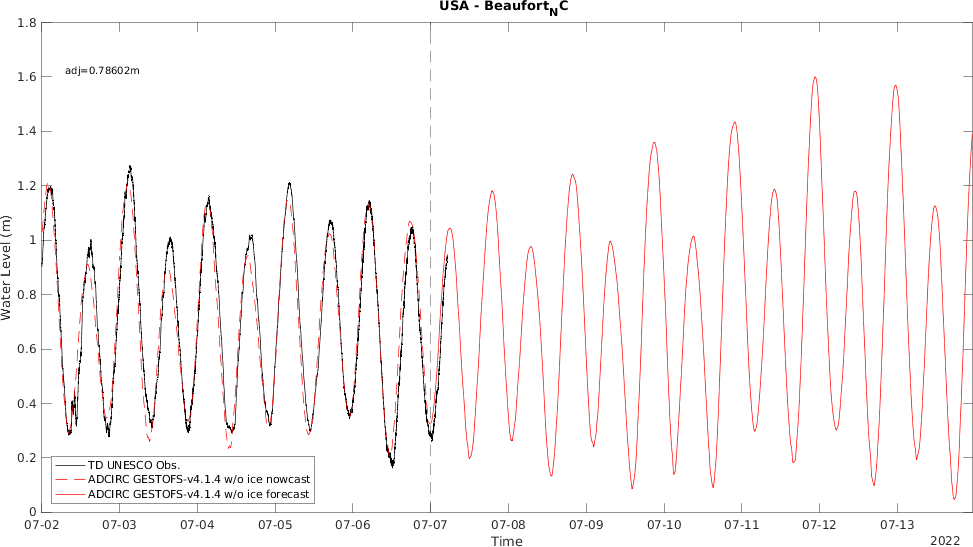 USA - Beaufort_NC
adj=0.78602m
Water Level (m)
1.8
1.6
1.4
1.2
1
0.8
0.6
0.4
0.2
0
TD UNESCO Obs.
ADCIRC GESTOFS-v4.1.4 w/o ice nowcast
ADCIRC GESTOFS-v4.1.4 w/o ice forecast
07-02 07-03 07-04 07-05 07-06 07-07 07-08 07-09 07-10 07-11 07-12 07-13
Time
2022